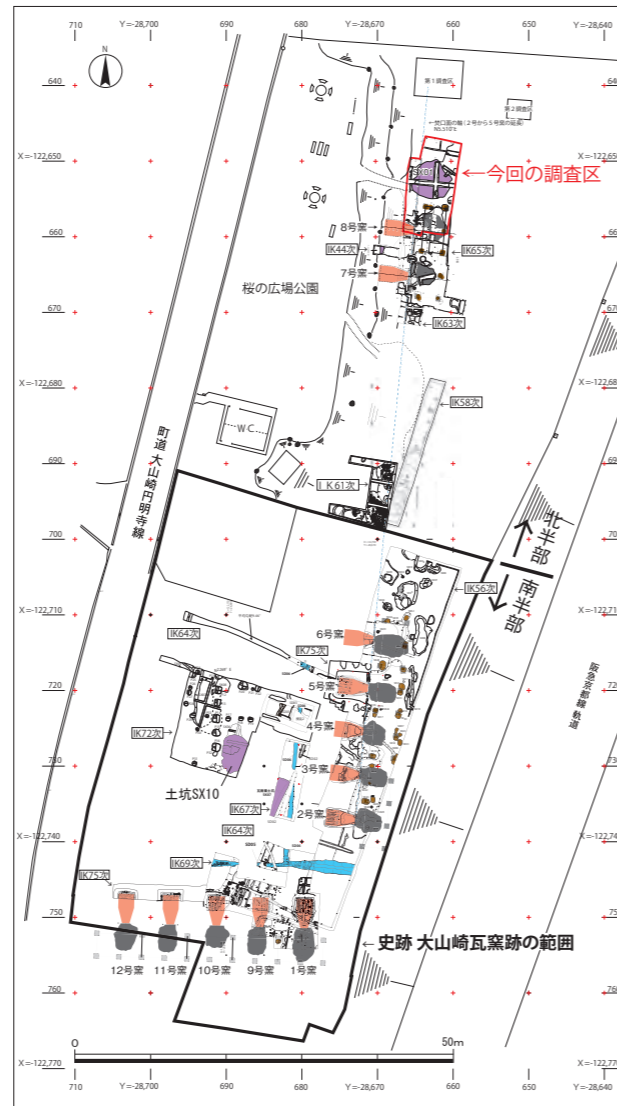 710 Y=-28,700 690 680 Y=-28,670 660 Y=-28,650 Y=-28,640
N
640
第1調査区
第2調査区
X=-122,650
SX01
←今回の調査区
660
8号窯
IK44次
IK65次
7号窯
桜の広場公園
670
IK63次
X=-122,680
IK58次
WC
町道 大山崎円明寺線
690
ＩＫ61次
700
北半部
南半部
IK56次
X=-122,710
IK64次
6号窯
IK75次
5号窯
720
4号窯
IK72次
阪急京都線 軌道
730
3号窯
土坑SX10
IK67次
2号窯
IK64次
X=-122,740
IK69次
IK75次
750
←史跡 大山崎瓦窯跡の範囲
12号窯 11号窯 10号窯 9号窯 1号窯
760
0 50m
X=-122,770
710 Y=-28,700 690 680 Y=-28,670 660 Y=-28,650 Y=-28,640